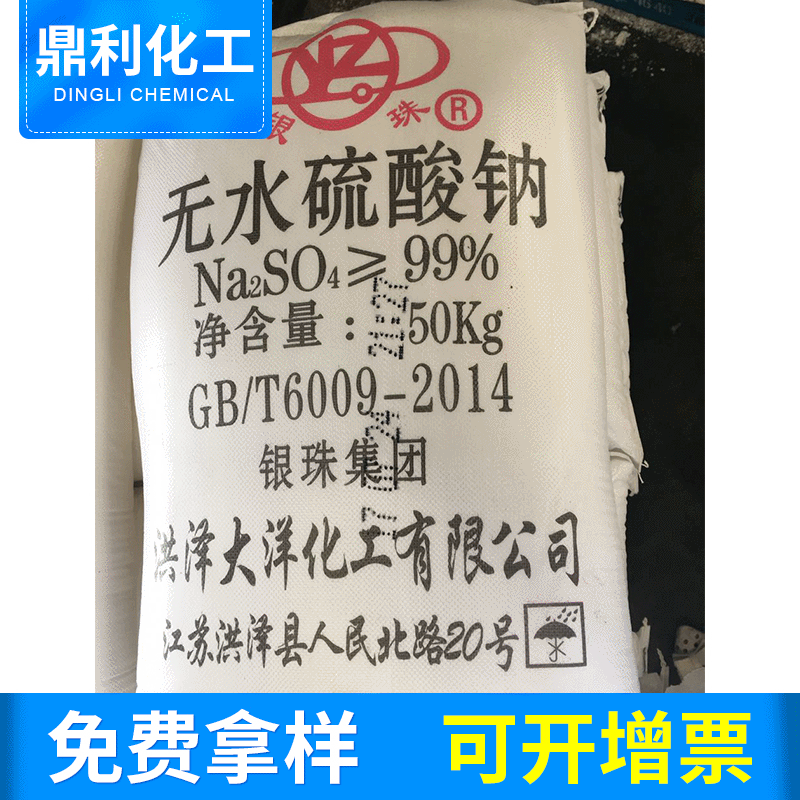 鼎利化工
DINGLI CHEMICAL
YZ
珠®
无水硫酸钠
Na₂SO₄≥99%
净含量：50Kg
GB/T6009-2014
银珠集团
洪泽大洋化工有限公司
江苏洪泽县人民北路20号
免费拿样 可开增票